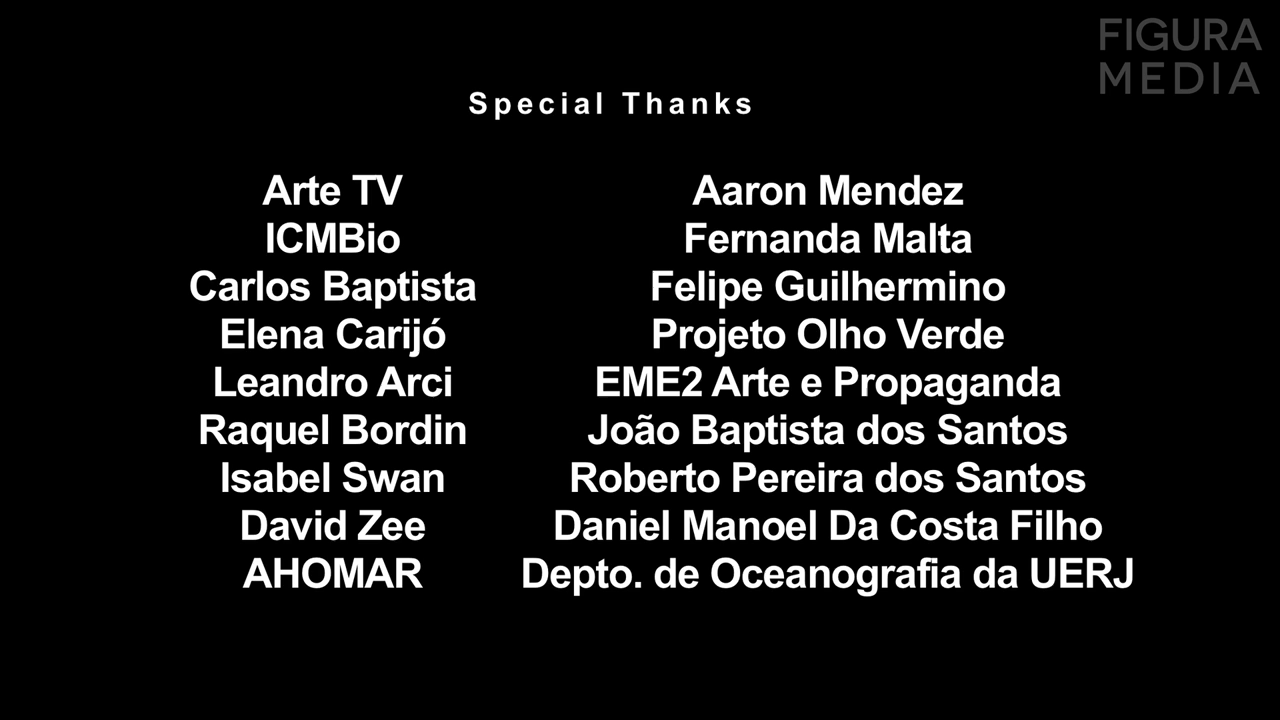 FIGURA
MEDIA
Special Thanks
Arte TV
ICMBio
Carlos Baptista
Elena Carijó
Leandro Arci
Raquel Bordin
Isabel Swan
David Zee
AHOMAR
Aaron Mendez
Fernanda Malta
Felipe Guilhermino
Projeto Olho Verde
EME2 Arte e Propaganda
João Baptista dos Santos
Roberto Pereira dos Santos
Daniel Manoel Da Costa Filho
Depto. de Oceanografia da UERJ